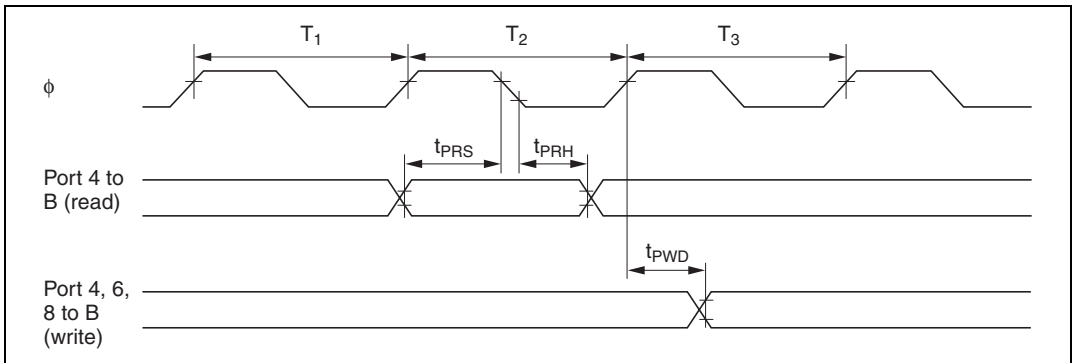 T₁ T₂ T₃
ϕ
tPRS tPRH
Port 4 to
B (read)
tPWD
Port 4, 6,
8 to B
(write)